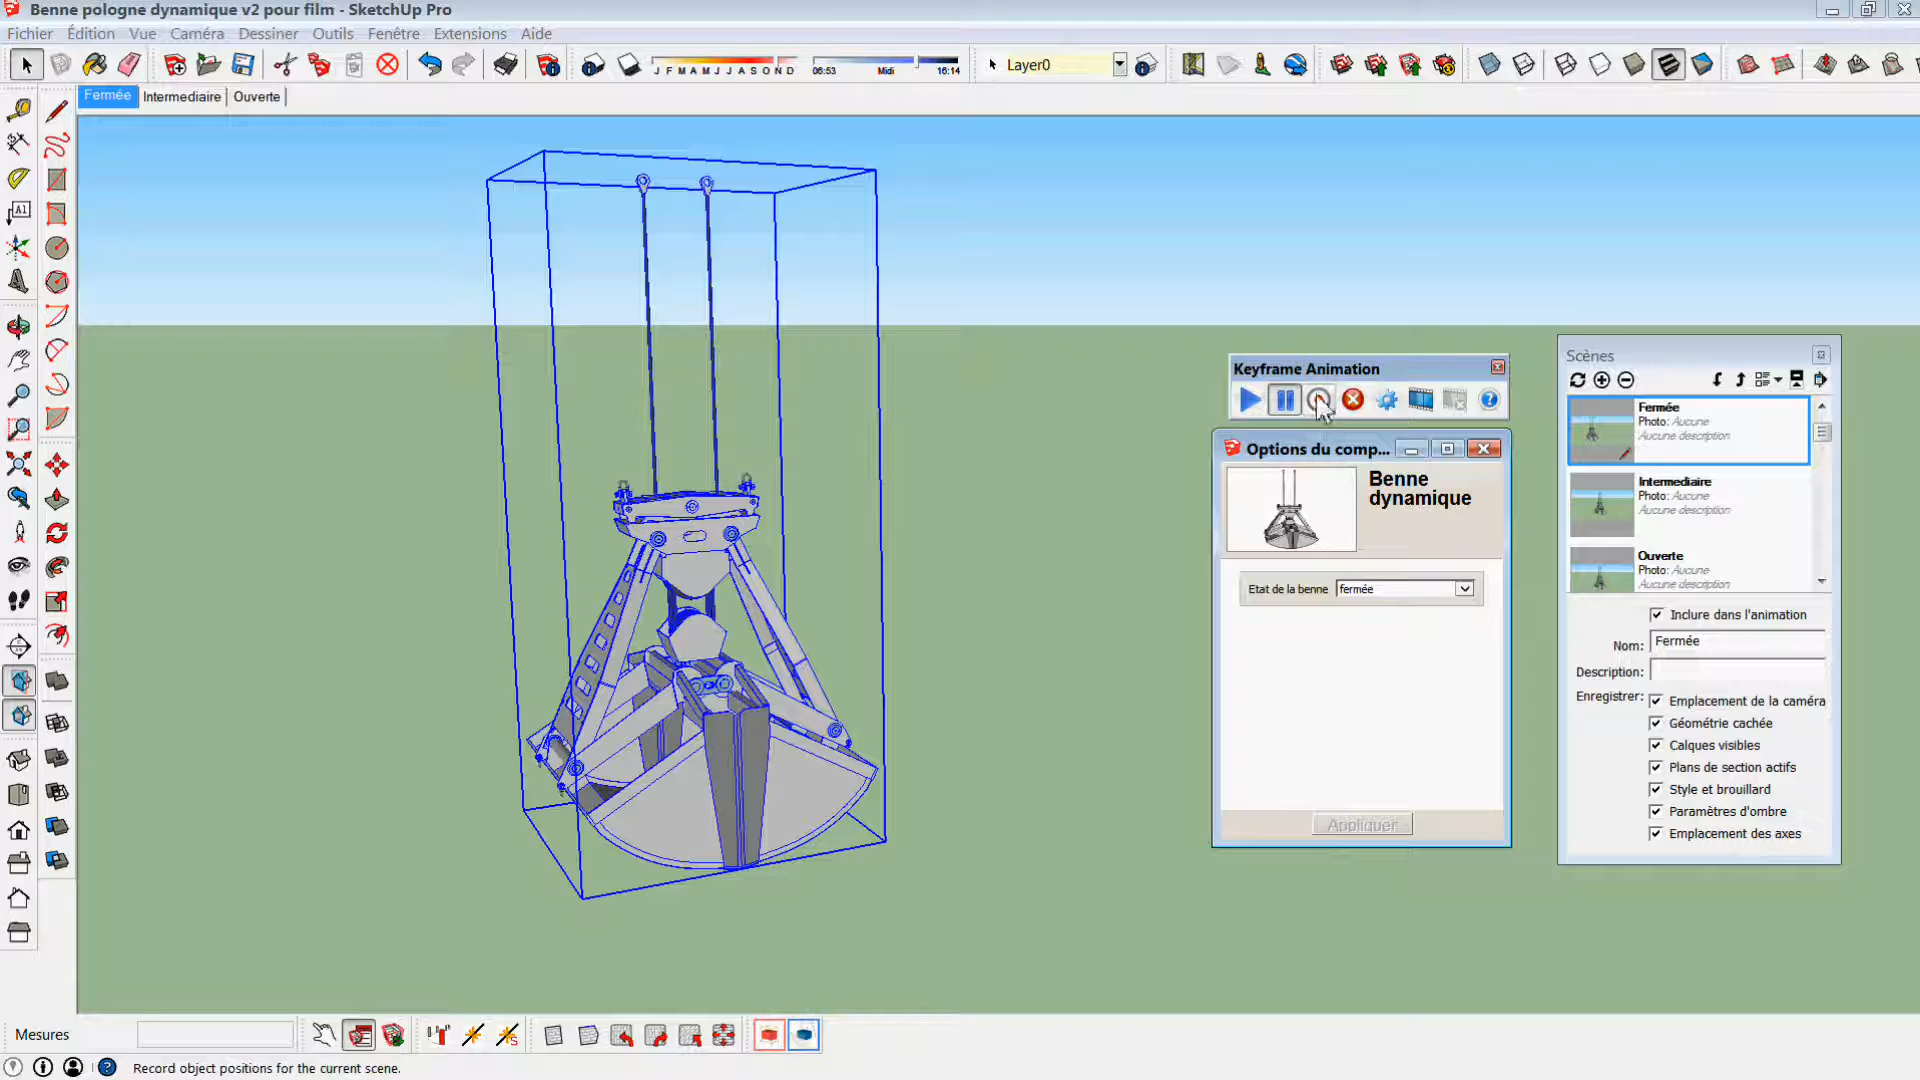 Benne pologne dynamique v2 pour film - SketchUp Pro
Fichier Édition Vue Caméra Dessiner Outils Fenêtre Extensions Aide
J F M A M J J A S O N D 06:53 Midi 16:14 Layer0
Fermée Intermediaire Ouverte
A1
Keyframe Animation
Options du comp...
Benne
dynamique
Etat de la benne fermée
Appliquer
Scènes
Fermée
Photo: Aucune
Aucune description
Intermediaire
Photo: Aucune
Aucune description
Ouverte
Photo: Aucune
Aucune description
Inclure dans l'animation
Nom: Fermée
Description:
Enregistrer: Emplacement de la caméra
Géométrie cachée
Calques visibles
Plans de section actifs
Style et brouillard
Paramètres d'ombre
Emplacement des axes
Mesures
Record object positions for the current scene.